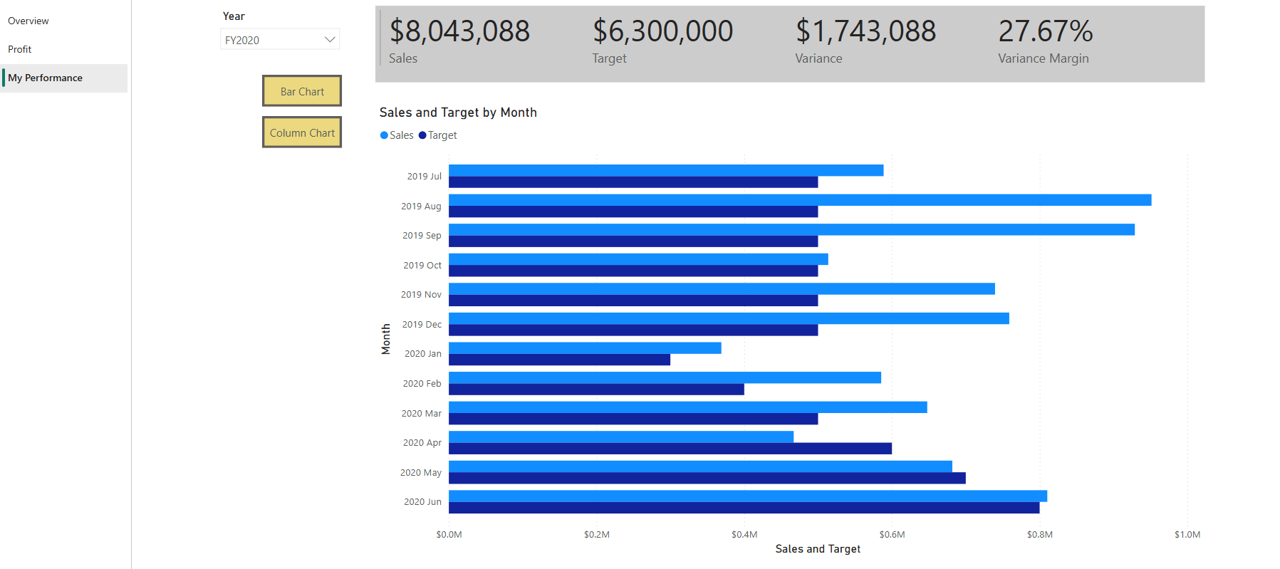 Overview
Profit
My Performance
Year
FY2020
Bar Chart
Column Chart
$8,043,088
Sales
$6,300,000
Target
$1,743,088
Variance
27.67%
Variance Margin
Sales and Target by Month
Sales Target
Month
2019 Jul
2019 Aug
2019 Sep
2019 Oct
2019 Nov
2019 Dec
2020 Jan
2020 Feb
2020 Mar
2020 Apr
2020 May
2020 Jun
$0.0M $0.2M $0.4M $0.6M $0.8M $1.0M
Sales and Target